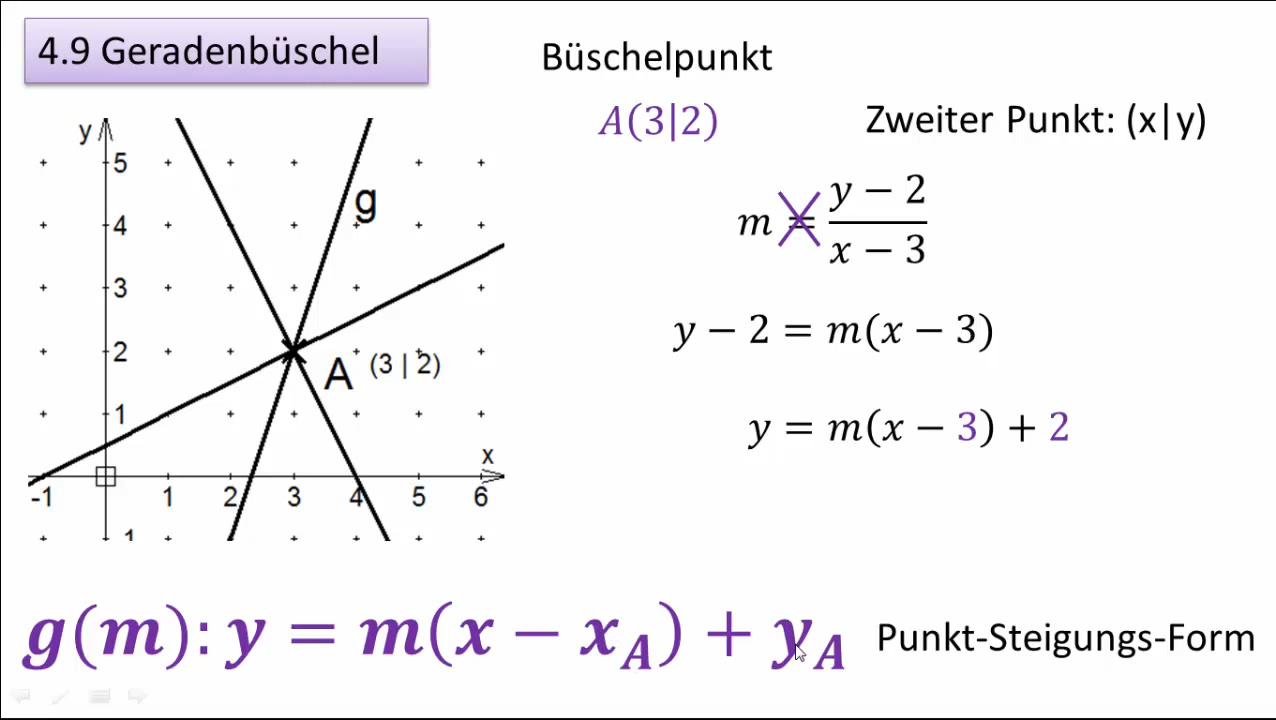 4.9 Geradenbüschel
Büschelpunkt
A(3|2)
Zweiter Punkt: (x|y)
m = (y − 2)/(x − 3)
y − 2 = m(x − 3)
y = m(x − 3) + 2
y
5
4
3
2
1
g
A (3 | 2)
x
-1 1 2 3 4 5 6
1
g(m): y = m(x − x_A) + y_A
Punkt-Steigungs-Form